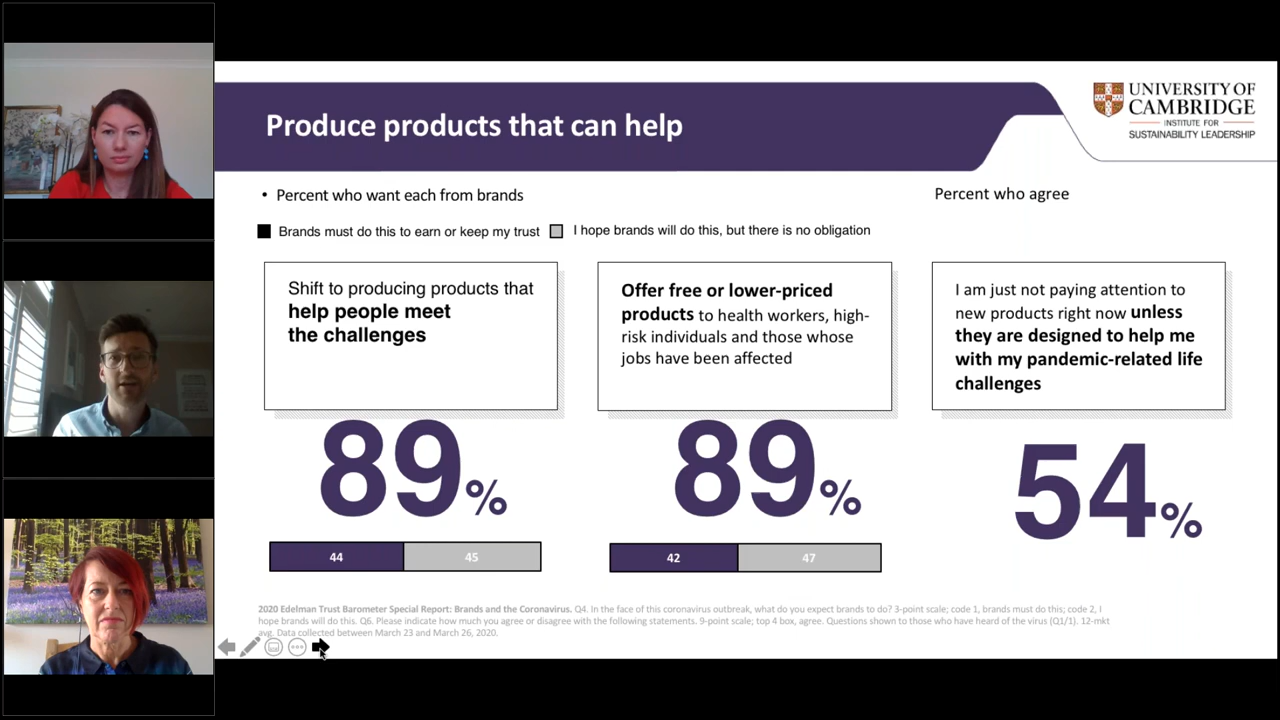 Produce products that can help
UNIVERSITY OF
CAMBRIDGE
INSTITUTE FOR
SUSTAINABILITY LEADERSHIP
• Percent who want each from brands
Percent who agree
Brands must do this to earn or keep my trust
I hope brands will do this, but there is no obligation
Shift to producing products that
help people meet
the challenges
89%
44
45
Offer free or lower-priced
products to health workers, high-
risk individuals and those whose
jobs have been affected
89%
42
47
I am just not paying attention to
new products right now unless
they are designed to help me
with my pandemic-related life
challenges
54%
2020 Edelman Trust Barometer Special Report: Brands and the Coronavirus. Q4. In the face of this coronavirus outbreak, what do you expect brands to do? 3-point scale; code 1, brands must do this; code 2, I
hope brands will do this. Q6. Please indicate how much you agree or disagree with the following statements. 9-point scale; top 4 box, agree. Questions shown to those who have heard of the virus (Q1/1). 12-mkt
avg. Data collected between March 23 and March 26, 2020.